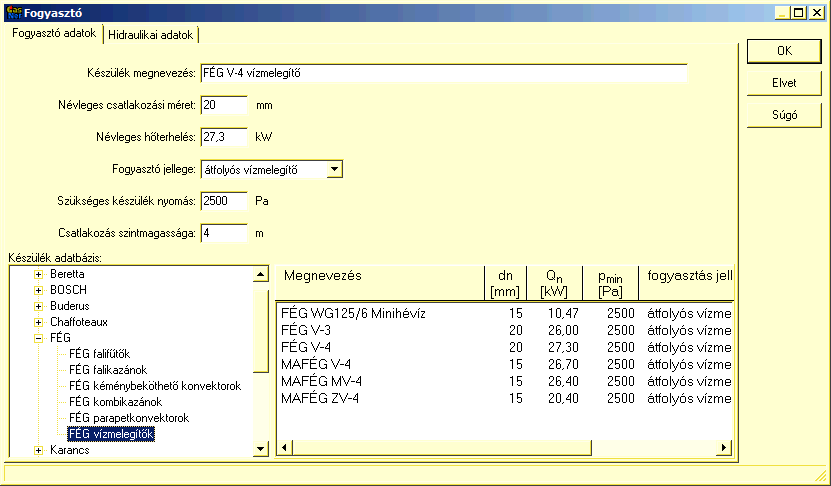 Gas Net Fogyasztó
Fogyasztó adatok Hidraulikai adatok
OK
Elvet
Súgó
Készülék megnevezés: FÉG V-4 vízmelegítő
Névleges csatlakozási méret: 20 mm
Névleges hőterhelés: 27,3 kW
Fogyasztó jellege: átfolyós vízmelegítő
Szükséges készülék nyomás: 2500 Pa
Csatlakozás szintmagassága: 4 m
Készülék adatbázis:
Beretta
BOSCH
Buderus
Chaffoteaux
FÉG
FÉG falifűtők
FÉG falikazánok
FÉG kéménybeköthető konvektorok
FÉG kombikazánok
FÉG parapetkonvektorok
FÉG vízmelegítők
Karancs
Megnevezés dn [mm] Qn [kW] pmin [Pa] fogyasztás jell
FÉG WG125/6 Minihévíz 15 10,47 2500 átfolyós vízme
FÉG V-3 20 26,00 2500 átfolyós vízme
FÉG V-4 20 27,30 2500 átfolyós vízme
MAFÉG V-4 15 26,70 2500 átfolyós vízme
MAFÉG MV-4 15 26,40 2500 átfolyós vízme
MAFÉG ZV-4 15 20,40 2500 átfolyós vízme